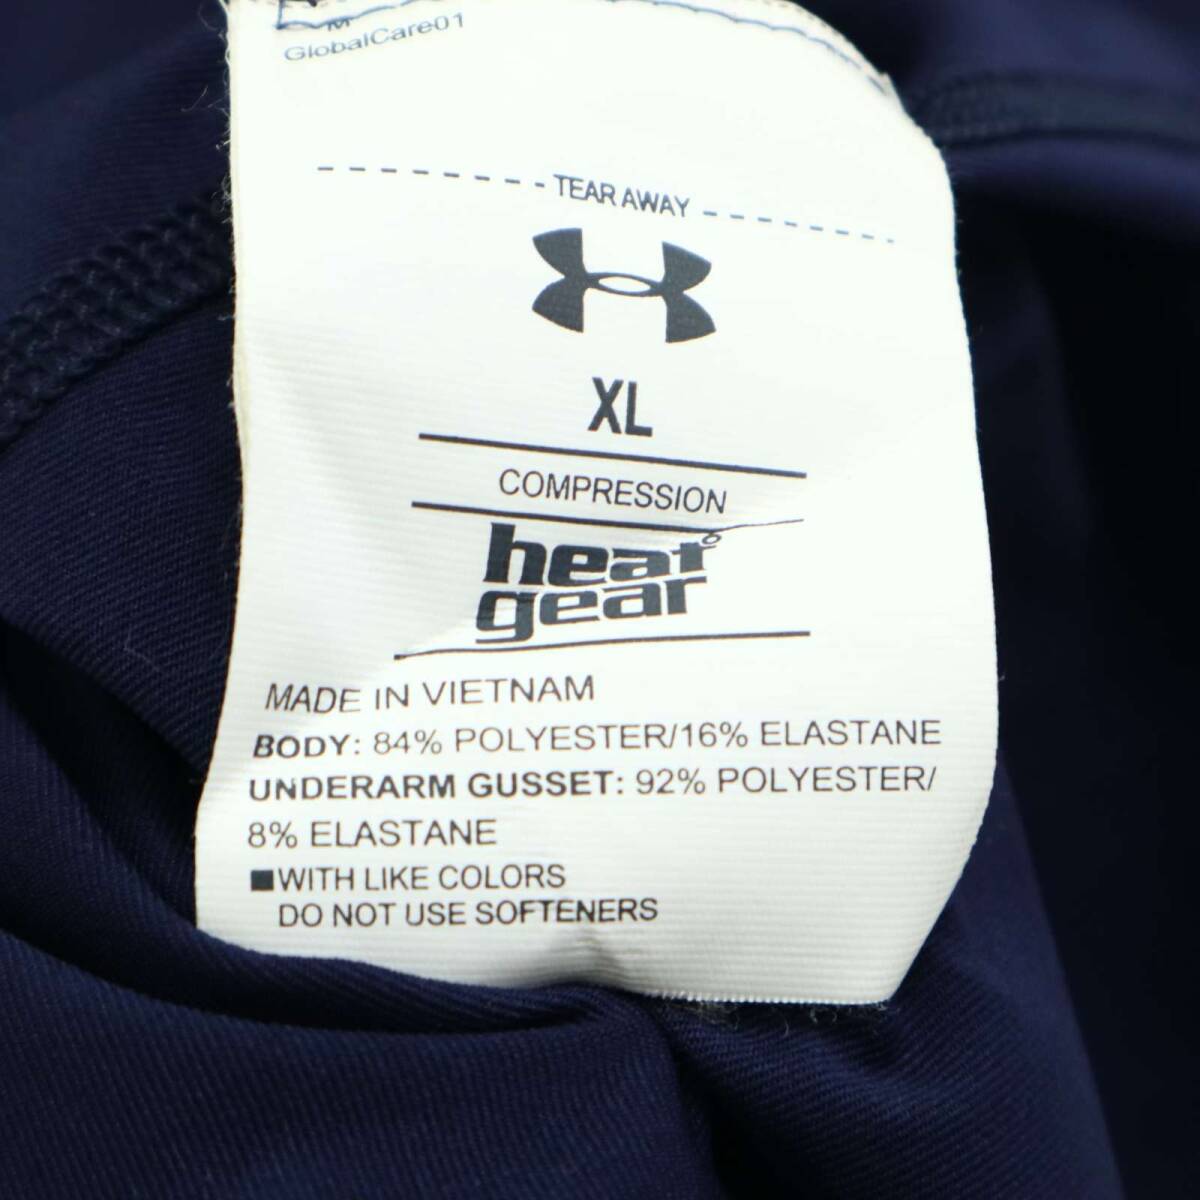 M
GlobalCare01
TEAR AWAY
XL
COMPRESSION
heat
gear
MADE IN VIETNAM
BODY: 84% POLYESTER/16% ELASTANE
UNDERARM GUSSET: 92% POLYESTER/
8% ELASTANE
■WITH LIKE COLORS
DO NOT USE SOFTENERS